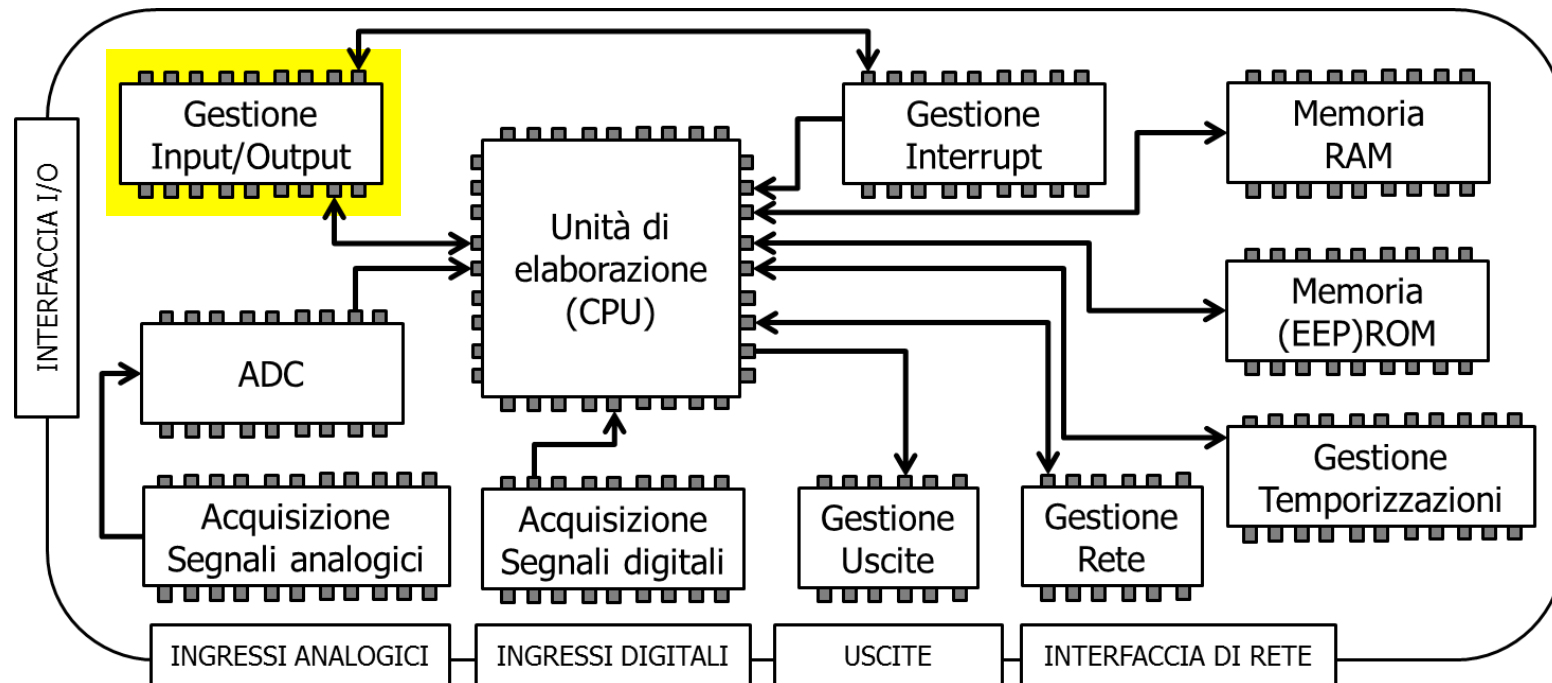 Gestione
Input/Output
Gestione
Interrupt
Memoria
RAM
INTERFACCIA I/O
Unità di
elaborazione
(CPU)
Memoria
(EEP)ROM
ADC
Gestione
Temporizzazioni
Acquisizione
Segnali analogici
Acquisizione
Segnali digitali
Gestione
Uscite
Gestione
Rete
INGRESSI ANALOGICI
INGRESSI DIGITALI
USCITE
INTERFACCIA DI RETE